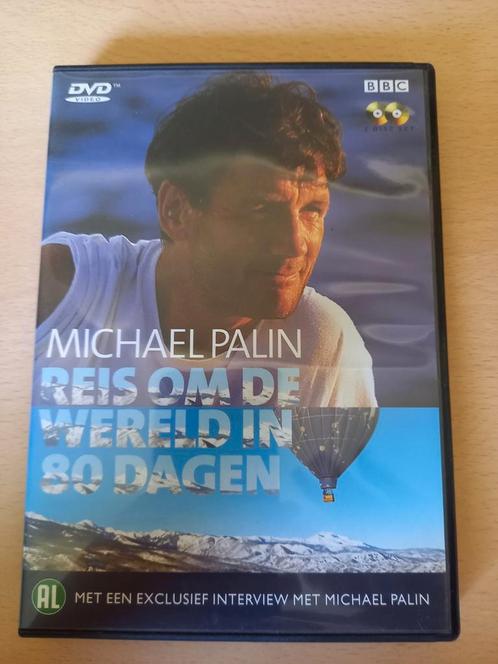 DVD™
VIDEO
BBC
2 DISC SET
MICHAEL PALIN
REIS OM DE
WERELD IN
80 DAGEN
AL
MET EEN EXCLUSIEF INTERVIEW MET MICHAEL PALIN